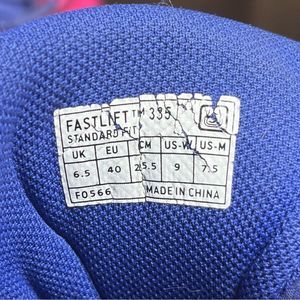 FASTLIFT™ 335
STANDARD FIT
UK EU CM US-W US-M
6.5 40 25.5 9 7.5
F0566 MADE IN CHINA